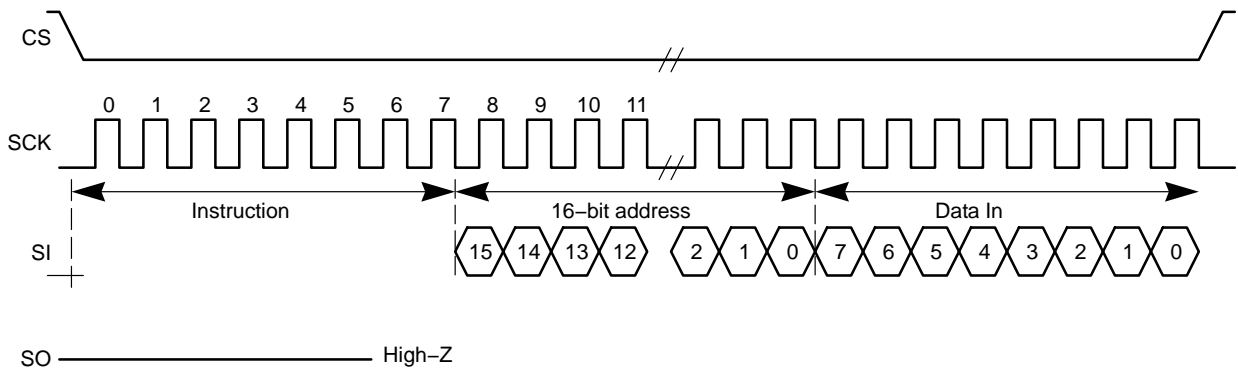 CS
0 1 2 3 4 5 6 7 8 9 10 11
SCK
Instruction 16−bit address Data In
SI 15 14 13 12 2 1 0 7 6 5 4 3 2 1 0
SO High−Z